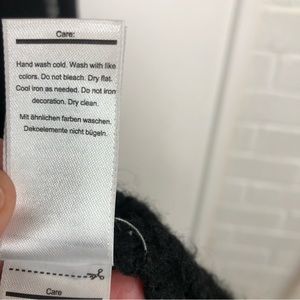 Care:
Hand wash cold. Wash with like
colors. Do not bleach. Dry flat.
Cool iron as needed. Do not iron
decoration. Dry clean.
Mit ähnlichen farben waschen.
Dekoelemente nicht bügeln.
Care